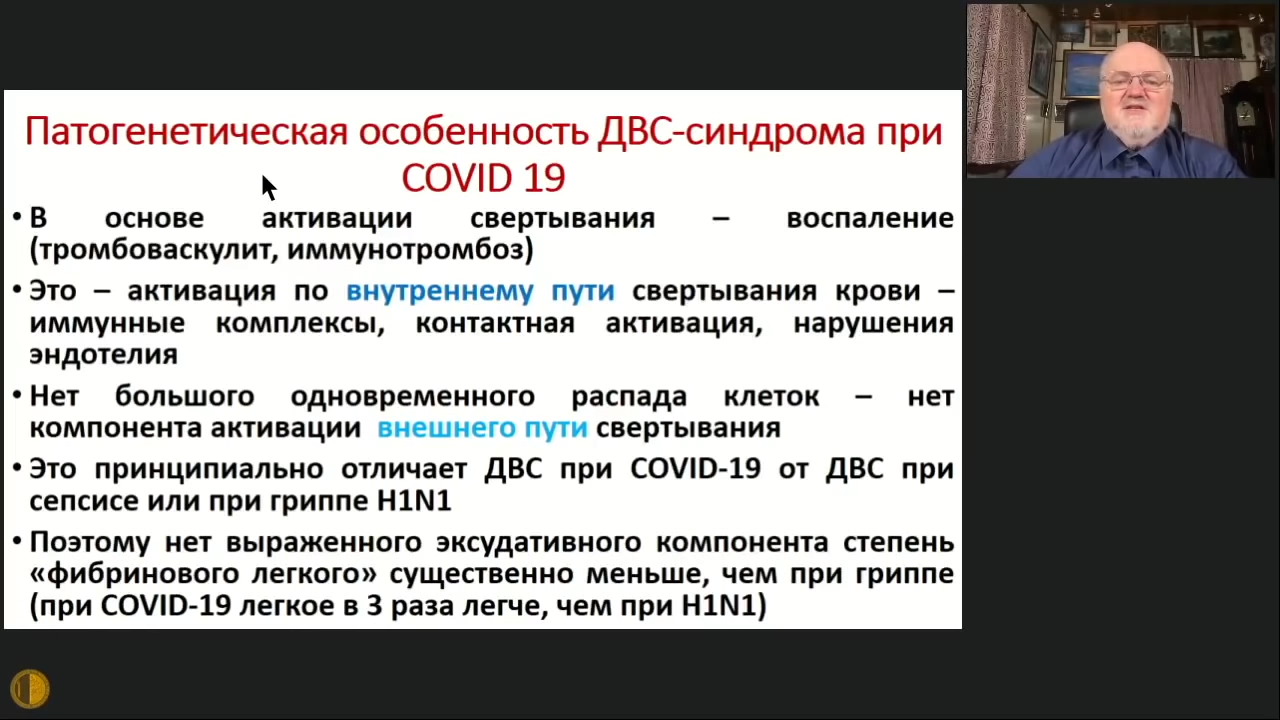 Патогенетическая особенность ДВС-синдрома при
COVID 19
• В основе активации свертывания – воспаление
(тромбоваскулит, иммунотромбоз)
• Это – активация по внутреннему пути свертывания крови –
иммунные комплексы, контактная активация, нарушения
эндотелия
• Нет большого одновременного распада клеток – нет
компонента активации внешнего пути свертывания
• Это принципиально отличает ДВС при COVID-19 от ДВС при
сепсисе или при гриппе H1N1
• Поэтому нет выраженного эксудативного компонента степень
«фибринового легкого» существенно меньше, чем при гриппе
(при COVID-19 легкое в 3 раза легче, чем при H1N1)